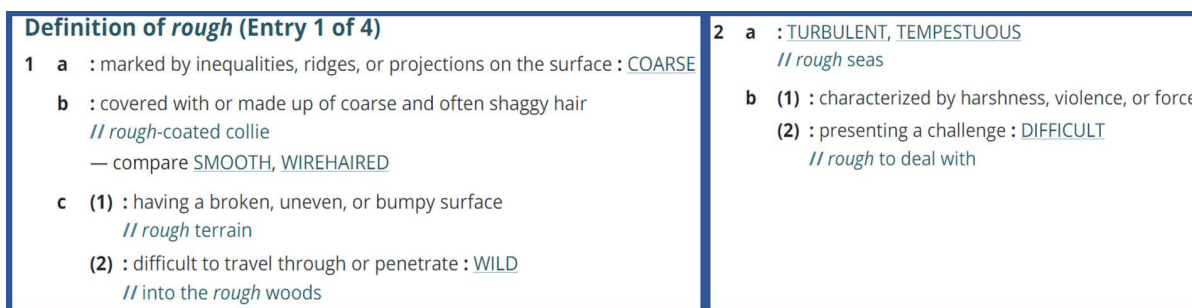 Definition of rough (Entry 1 of 4)
1 a : marked by inequalities, ridges, or projections on the surface : COARSE
b : covered with or made up of coarse and often shaggy hair
// rough-coated collie
— compare SMOOTH, WIREHAIRED
c (1) : having a broken, uneven, or bumpy surface
// rough terrain
(2) : difficult to travel through or penetrate : WILD
// into the rough woods
2 a : TURBULENT, TEMPESTUOUS
// rough seas
b (1) : characterized by harshness, violence, or force
(2) : presenting a challenge : DIFFICULT
// rough to deal with